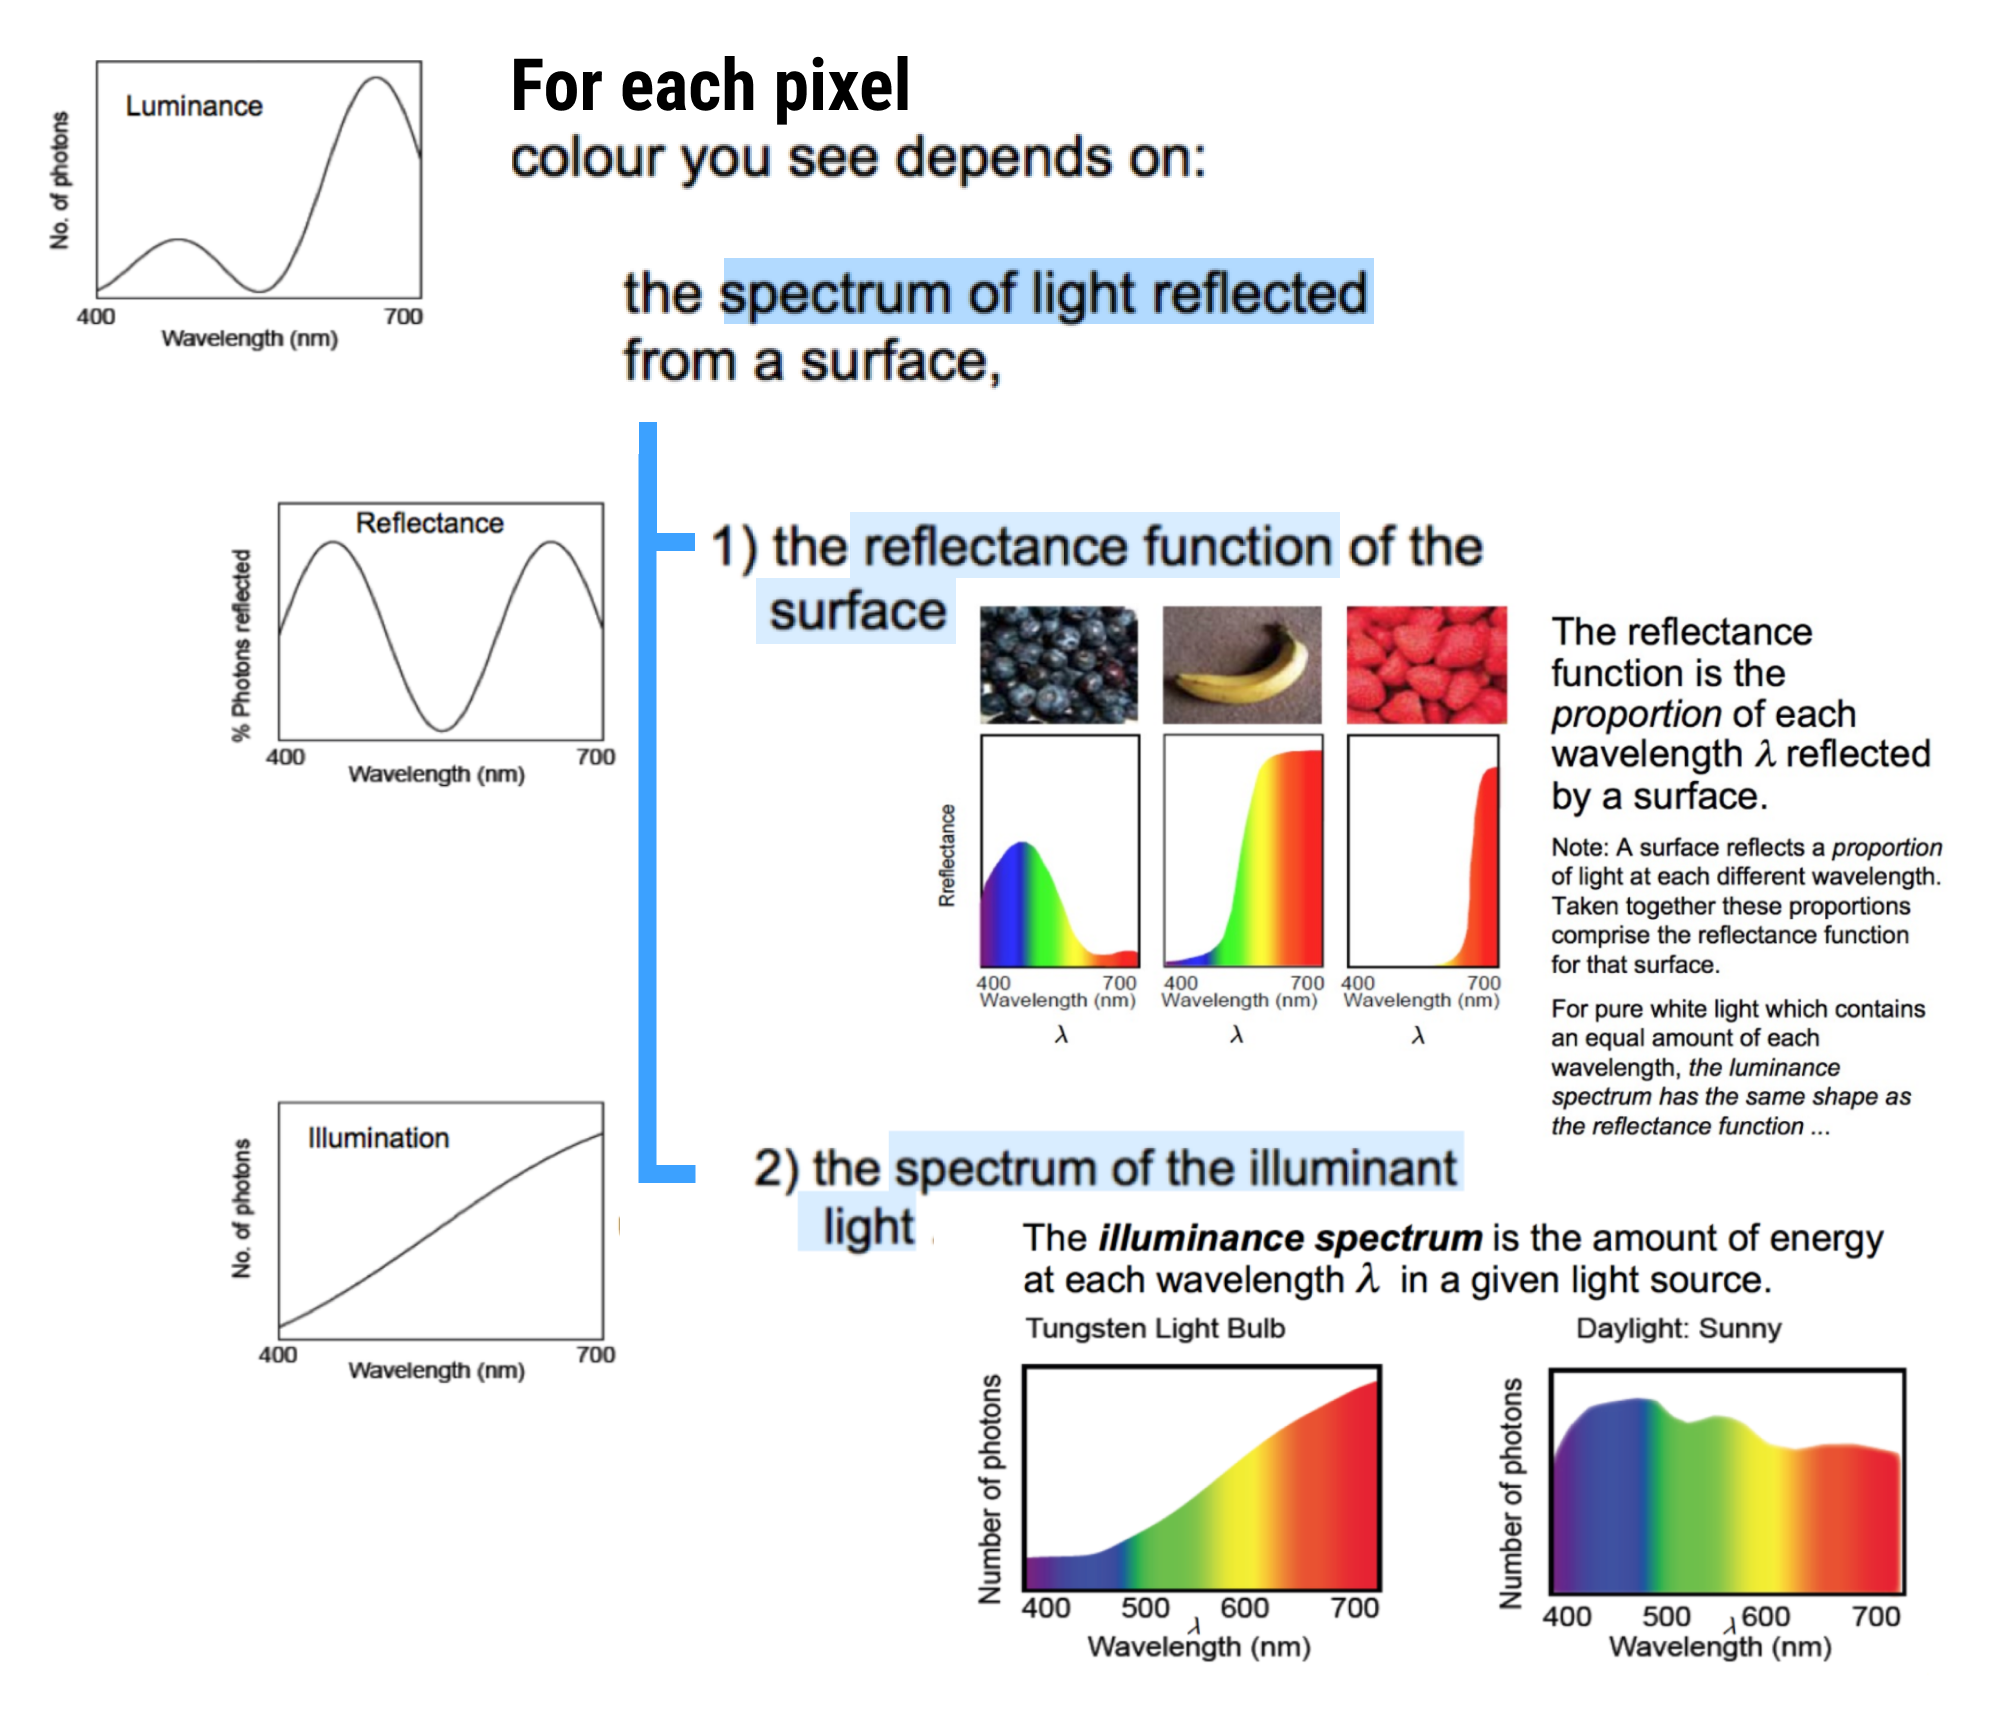 For each pixel
colour you see depends on:
Luminance
No. of photons
400 700
Wavelength (nm)
the spectrum of light reflected
from a surface,
Reflectance
% Photons reflected
400 700
Wavelength (nm)
1) the reflectance function of the
surface
Rreflectance
400 700
Wavelength (nm)
λ
400 700
Wavelength (nm)
λ
400 700
Wavelength (nm)
λ
The reflectance
function is the
proportion of each
wavelength λ reflected
by a surface.
Note: A surface reflects a proportion
of light at each different wavelength.
Taken together these proportions
comprise the reflectance function
for that surface.
For pure white light which contains
an equal amount of each
wavelength, the luminance
spectrum has the same shape as
the reflectance function ...
Illumination
No. of photons
400 700
Wavelength (nm)
2) the spectrum of the illuminant
light
The illuminance spectrum is the amount of energy
at each wavelength λ in a given light source.
Tungsten Light Bulb
Number of photons
400 500 600 700
λ
Wavelength (nm)
Daylight: Sunny
Number of photons
400 500 600 700
λ
Wavelength (nm)